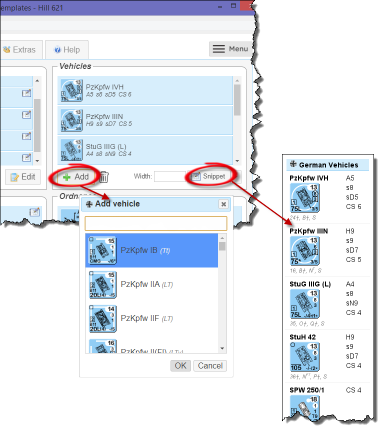 emplates - Hill 621
Extras
Help
Menu
Vehicles
PzKpfw IVH
A5 s8 sD5 CS 6
PzKpfw IIIN
H9 s9 sD7 CS 5
StuG IIIG (L)
A4 s8 sN9 CS 4
Edit
Add
Width:
Snippet
Ordn
Add vehicle
PzKpfw IB (Tt)
PzKpfw IIA (LT)
PzKpfw IIF (LT)
PzKpfw II(Fl) (LTv)
OK
Cancel
German Vehicles
PzKpfw IVH
A5
s8
sD5
CS 6
PzKpfw IIIN
H9
s9
sD7
CS 5
StuG IIIG (L)
A4
s8
sN9
CS 4
StuH 42
H9
s9
sD7
CS 4
SPW 250/1
CS 4